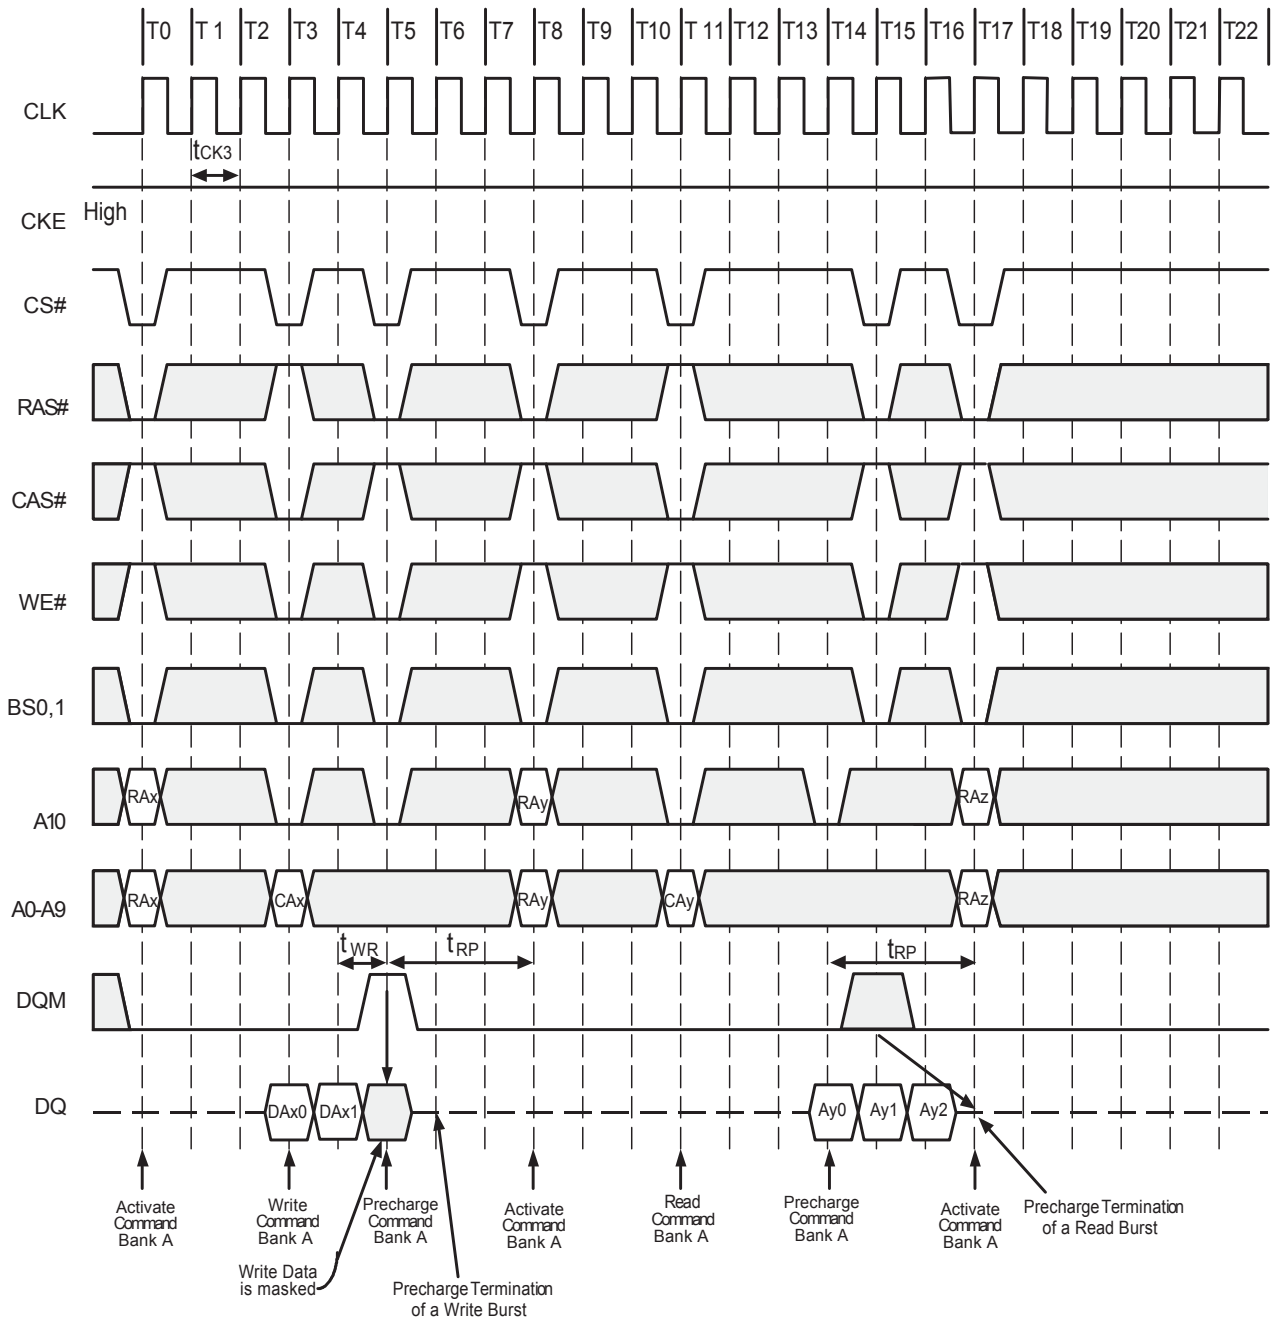 T0 T 1 T2 T3 T4 T5 T6 T7 T8 T9 T10 T 11 T12 T13 T14 T15 T16 T17 T18 T19 T20 T21 T22
CLK
tCK3
High
CKE
CS#
RAS#
CAS#
WE#
BS0,1
RAx RAy RAz
A10
RAx CAx RAy CAy RAz
A0-A9
t WR t RP tRP
DQM
DQ
DAx0 DAx1 Ay0 Ay1 Ay2
Activate
Command
Bank A
Write
Command
Bank A
Precharge
Command
Bank A
Activate
Command
Bank A
Read
Command
Bank A
Precharge
Command
Bank A
Activate
Command
Bank A
Precharge Termination
of a Read Burst
Write Data
is masked
Precharge Termination
of a Write Burst